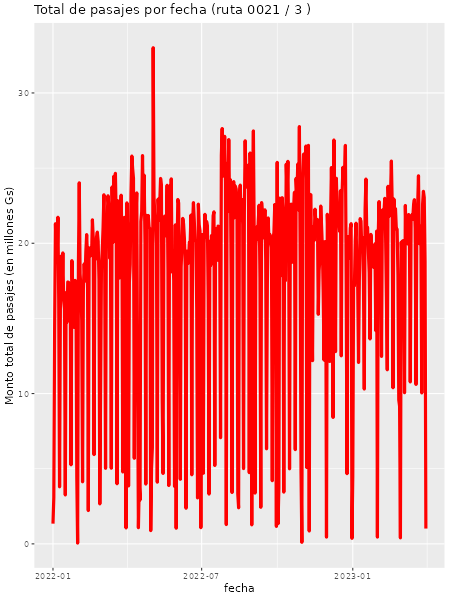 Total de pasajes por fecha (ruta 0021 / 3 )
Monto total de pasajes (en millones Gs)
30
20
10
0
2022-01
2022-07
2023-01
fecha